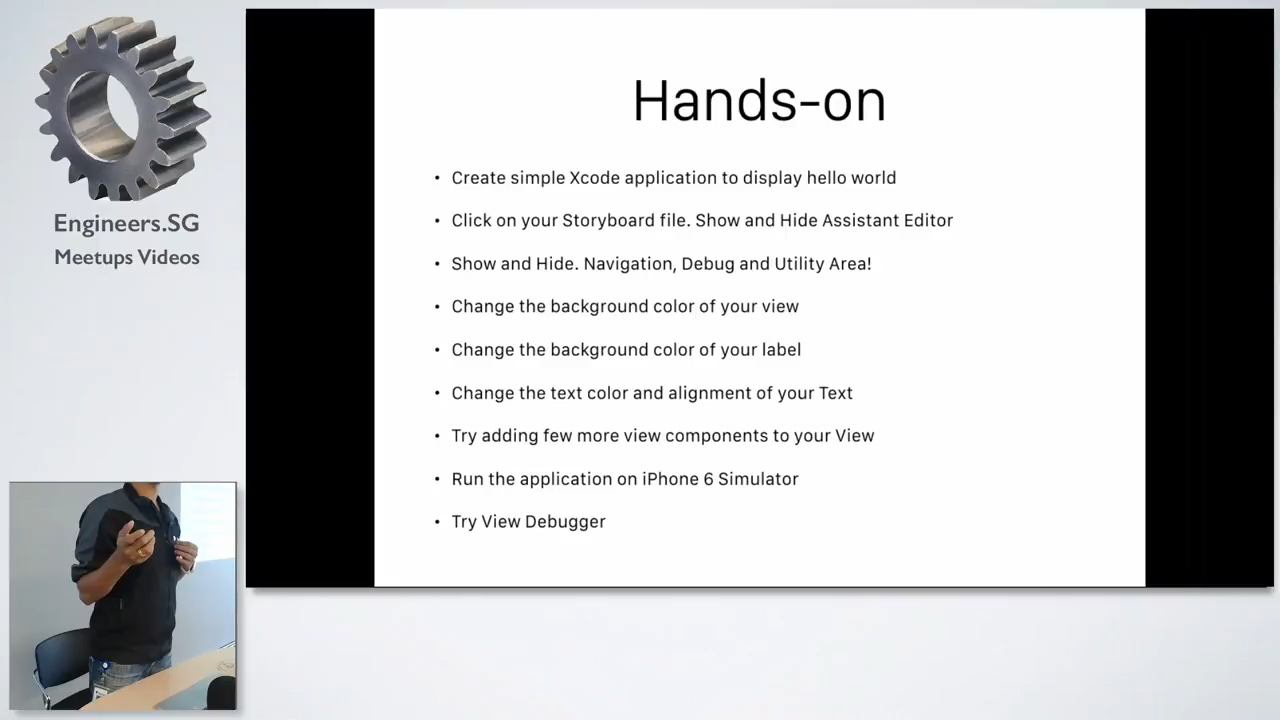 Engineers.SG
Meetups Videos
Hands-on
• Create simple Xcode application to display hello world
• Click on your Storyboard file. Show and Hide Assistant Editor
• Show and Hide. Navigation, Debug and Utility Area!
• Change the background color of your view
• Change the background color of your label
• Change the text color and alignment of your Text
• Try adding few more view components to your View
• Run the application on iPhone 6 Simulator
• Try View Debugger